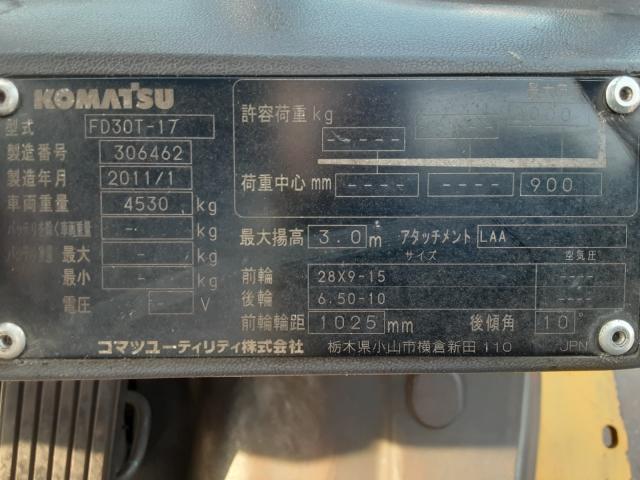 KOMATSU
型式 FD30T-17
製造番号 306462
製造年月 2011/1
車両重量 4530 kg
- kg
最大 - kg
最小 - kg
電圧 - V
許容荷重 kg
-----
荷重中心 mm ---- ---- 900
最大揚高 3.0 m アタッチメント LAA
サイズ 空気圧
前輪 28X9-15 ----
後輪 6.50-10 ----
前輪輪距 1025 mm 後傾角 10°
コマツユーティリティ株式会社 栃木県小山市横倉新田 110 JPN